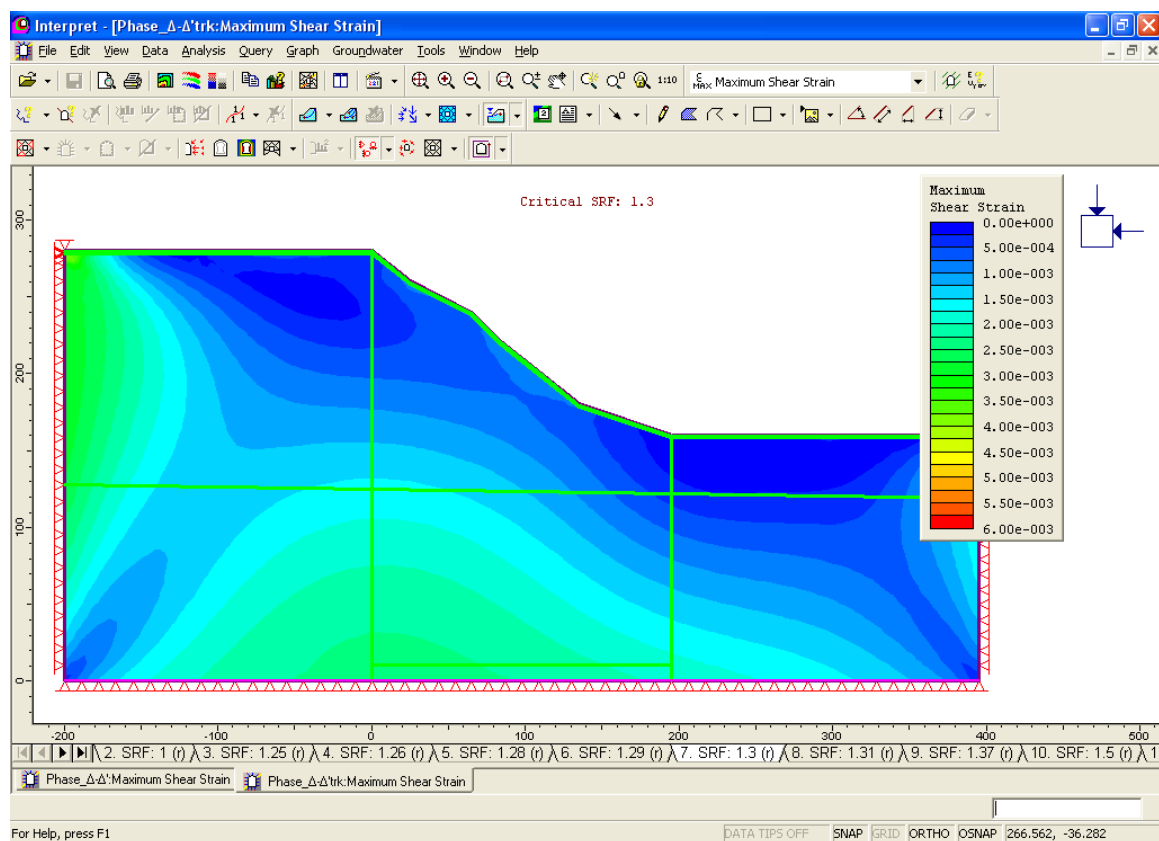 Interpret - [Phase_Δ-Δ'trk:Maximum Shear Strain]
File Edit View Data Analysis Query Graph Groundwater Tools Window Help
1:10 ε MAX Maximum Shear Strain
Critical SRF: 1.3
Maximum
Shear Strain
0.00e+000
5.00e-004
1.00e-003
1.50e-003
2.00e-003
2.50e-003
3.00e-003
3.50e-003
4.00e-003
4.50e-003
5.00e-003
5.50e-003
6.00e-003
300
200
100
0
-200 -100 0 100 200 300 400 500
2. SRF: 1 (r) 3. SRF: 1.25 (r) 4. SRF: 1.26 (r) 5. SRF: 1.28 (r) 6. SRF: 1.29 (r) 7. SRF: 1.3 (r) 8. SRF: 1.31 (r) 9. SRF: 1.37 (r) 10. SRF: 1.5 (r) 1
Phase_Δ-Δ':Maximum Shear Strain Phase_Δ-Δ'trk:Maximum Shear Strain
For Help, press F1 DATA TIPS OFF SNAP GRID ORTHO OSNAP 266.562, -36.282